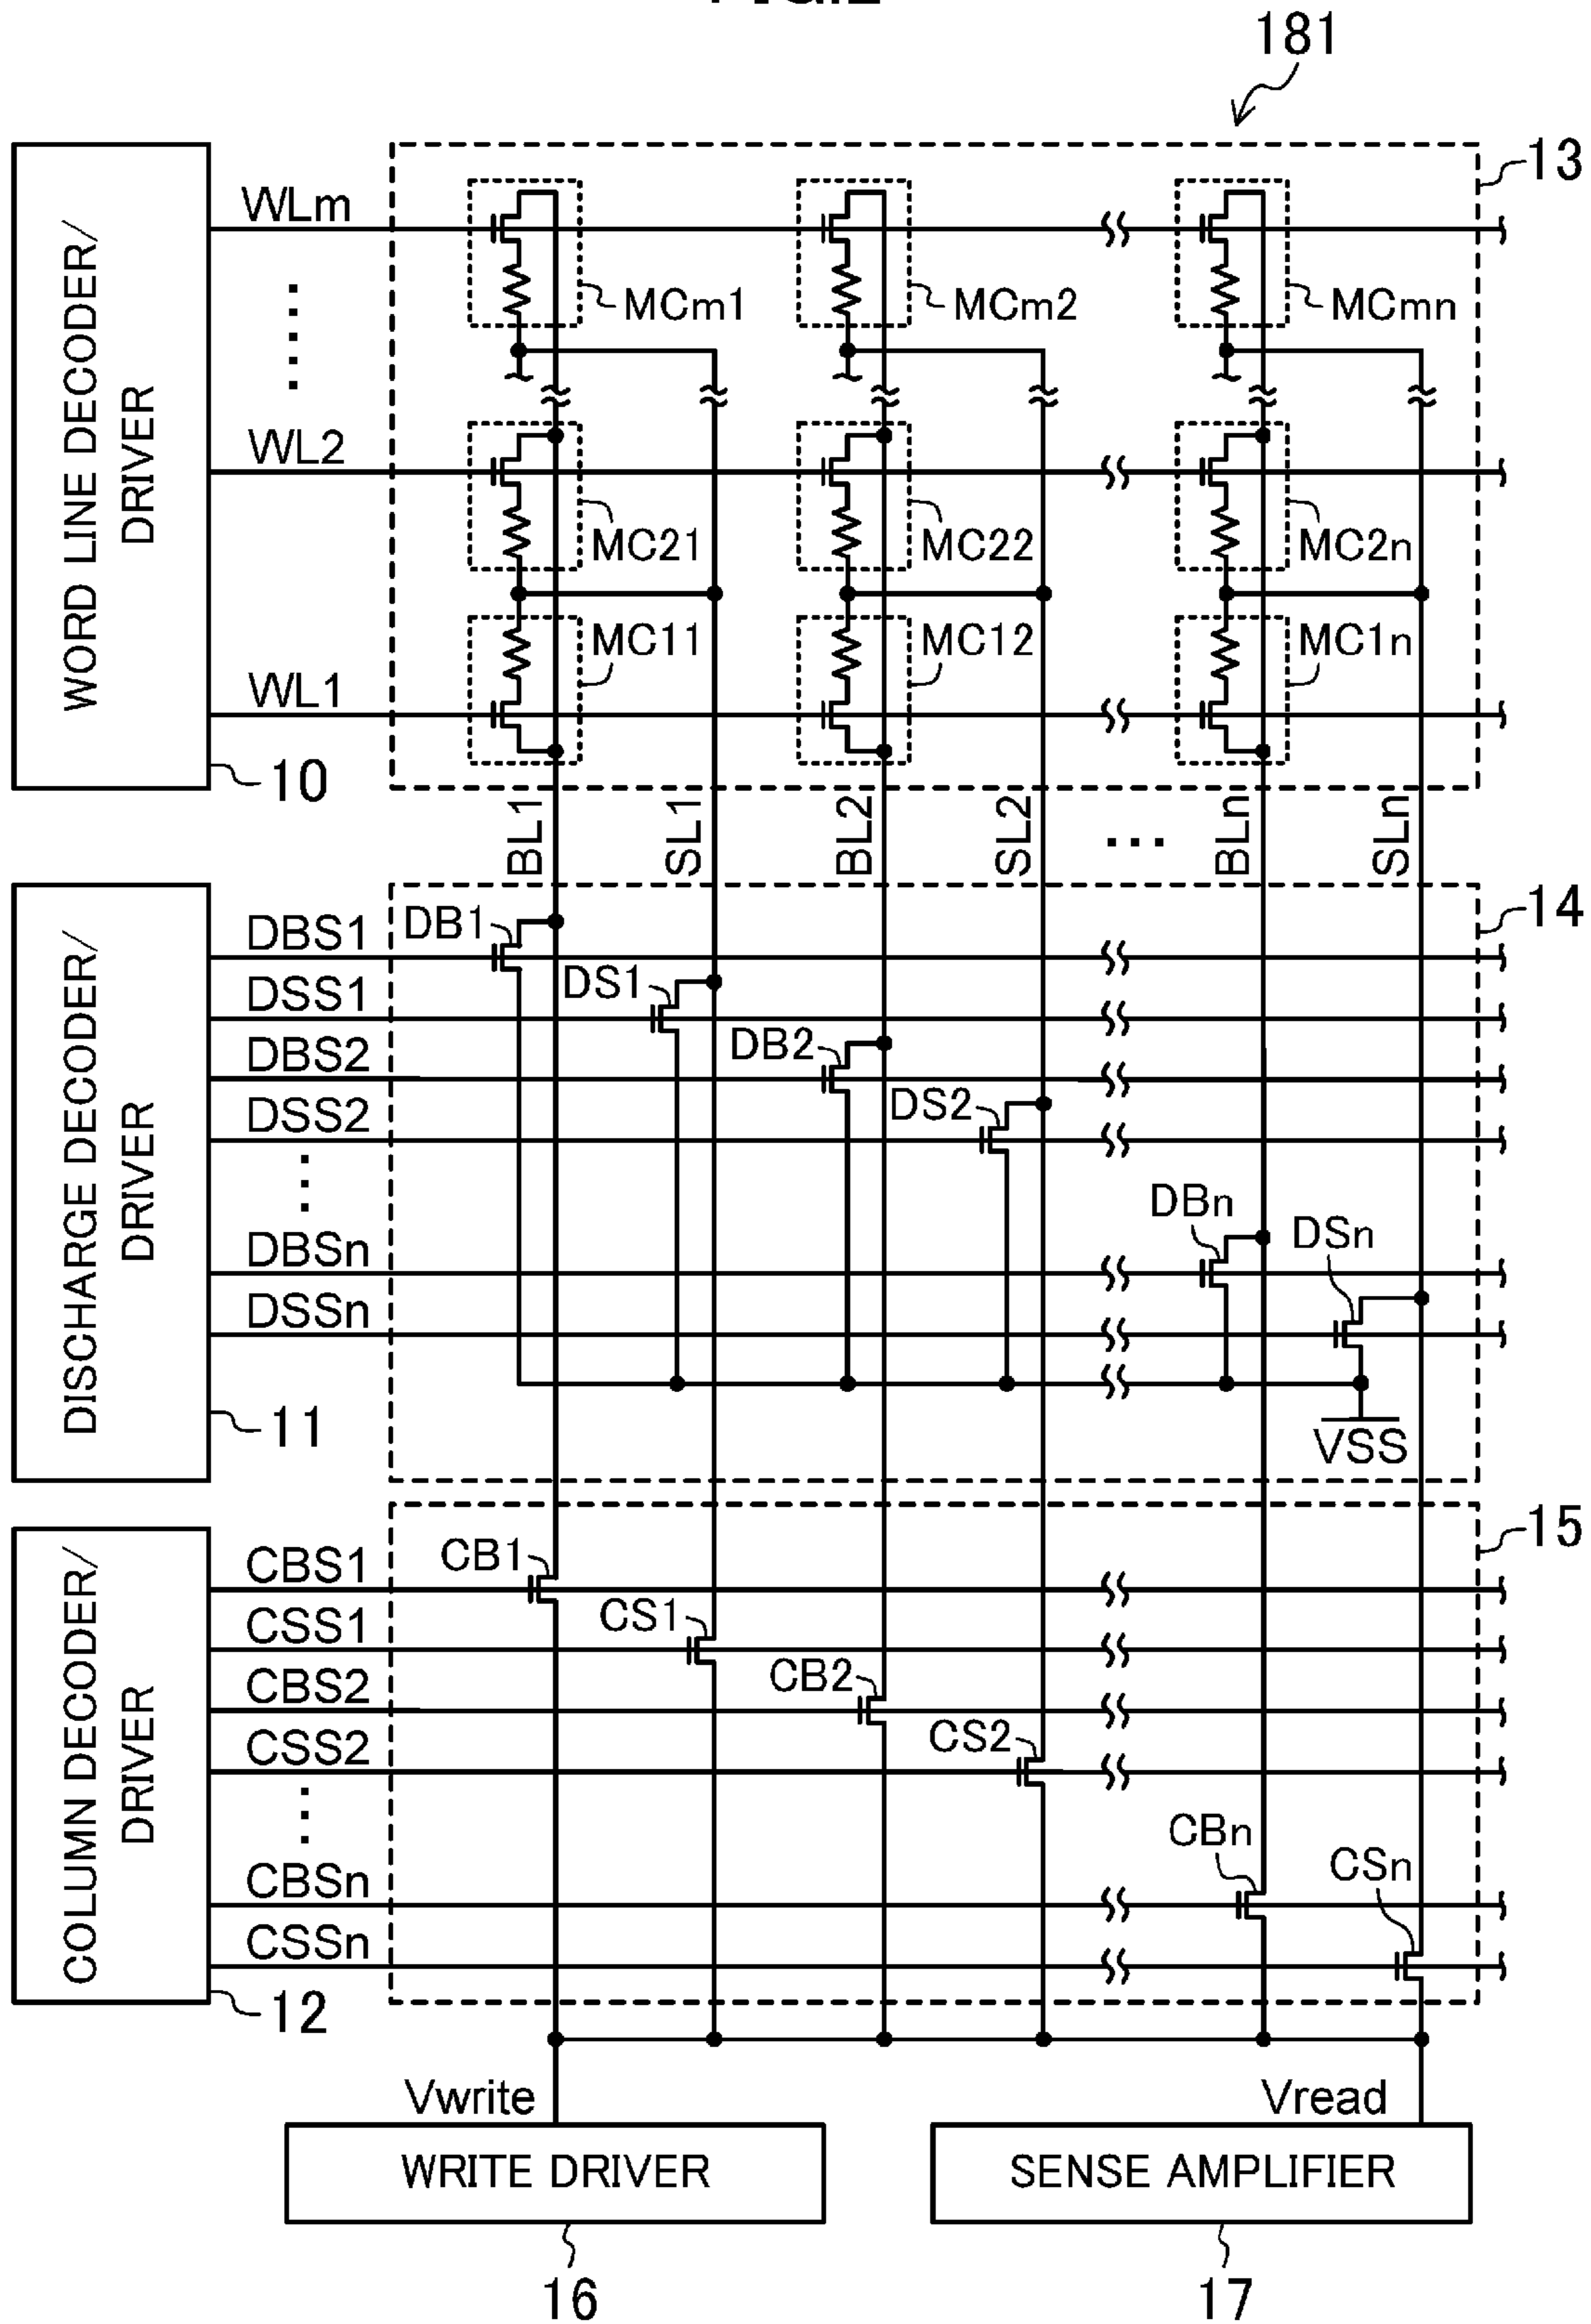 181
13
WORD LINE DECODER/
DRIVER
WLm
MCm1
MCm2
MCmn
WL2
MC21
MC22
MC2n
MC11
MC12
MC1n
WL1
10
BL1
SL1
BL2
SL2
...
BLn
SLn
14
DISCHARGE DECODER/
DRIVER
DBS1
DB1
DSS1
DS1
DBS2
DB2
DSS2
DS2
DBSn
DBn
DSn
DSSn
11
VSS
15
COLUMN DECODER/
DRIVER
CBS1
CB1
CSS1
CS1
CBS2
CB2
CSS2
CS2
CBSn
CBn
CSn
CSSn
12
Vwrite
Vread
WRITE DRIVER
SENSE AMPLIFIER
16
17